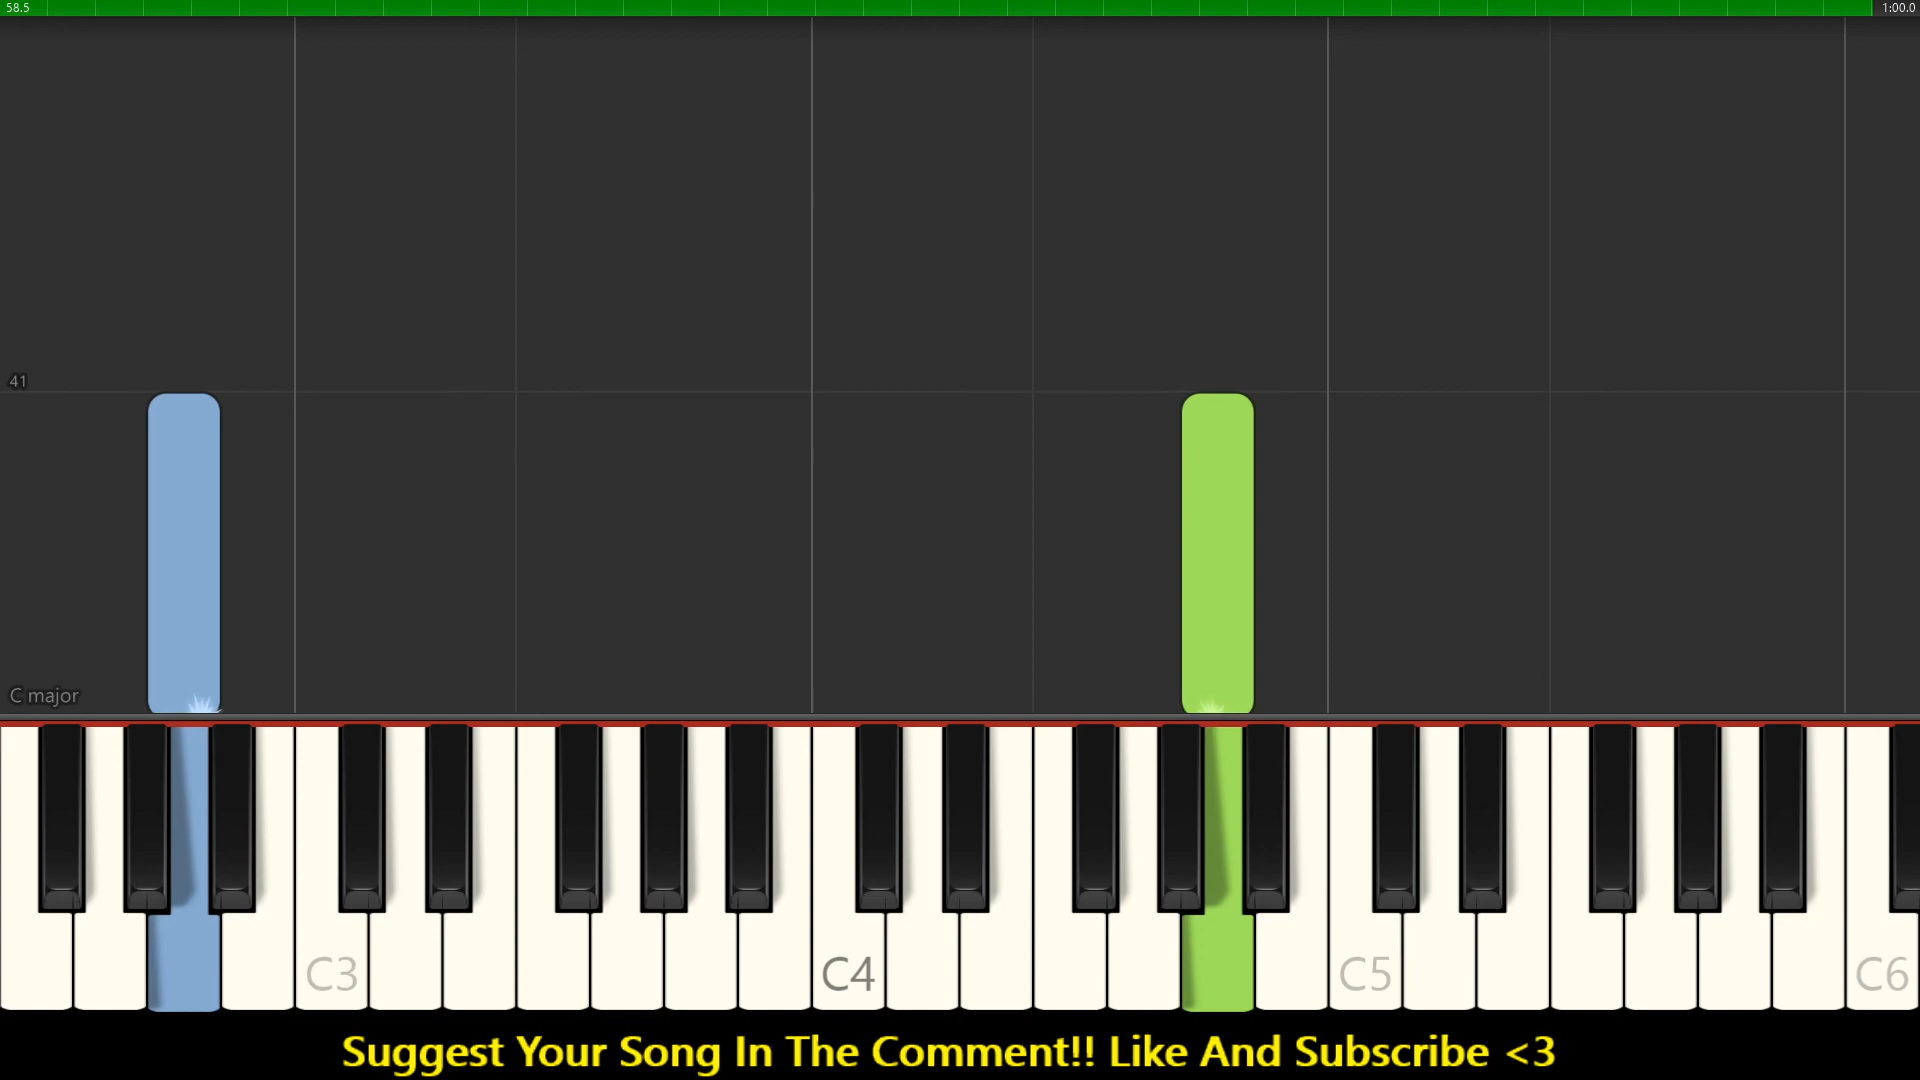 58.5 1:00.0
41
C major
C3 C4 C5 C6
Suggest Your Song In The Comment!! Like And Subscribe <3